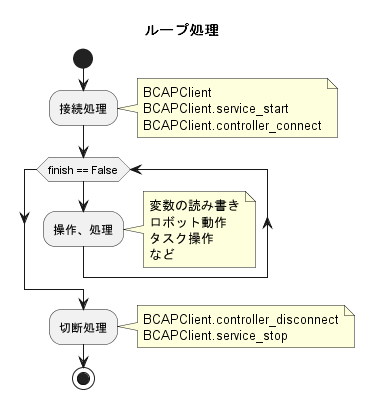 ループ処理
接続処理
BCAPClient
BCAPClient.service_start
BCAPClient.controller_connect
finish == False
操作、処理
変数の読み書き
ロボット動作
タスク操作
など
切断処理
BCAPClient.controller_disconnect
BCAPClient.service_stop